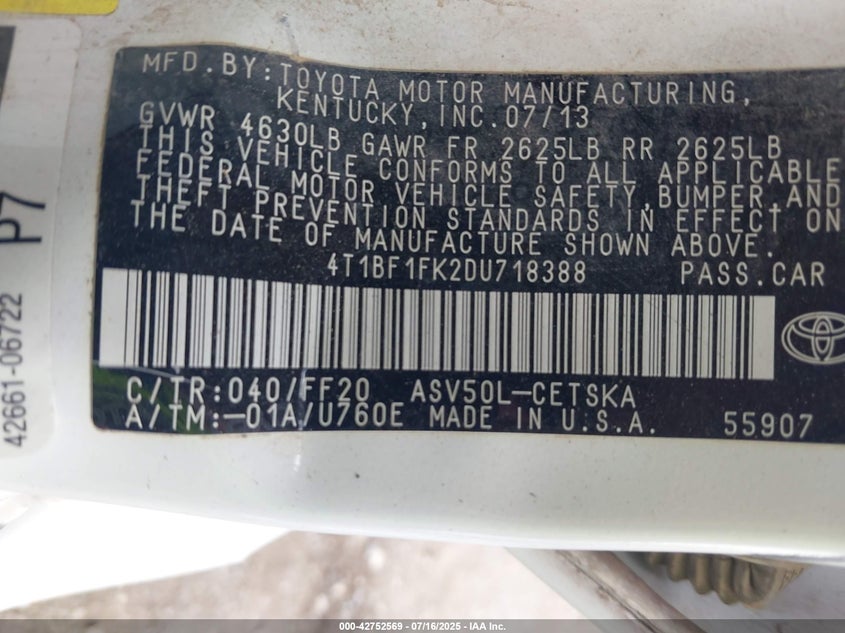 MFD. BY: TOYOTA MOTOR MANUFACTURING,
KENTUCKY, INC. 07/13
GVWR 4630LB GAWR FR 2625LB RR 2625LB
THIS VEHICLE CONFORMS TO ALL APPLICABLE
FEDERAL MOTOR VEHICLE SAFETY, BUMPER, AND
THEFT PREVENTION STANDARDS IN EFFECT ON
THE DATE OF MANUFACTURE SHOWN ABOVE.
4T1BF1FK2DU718388 PASS. CAR
C/TR: 040/FF20 ASV50L-CETSKA
A/TM:-01A/U760E MADE IN U.S.A. 55907
42661-06722 P7
000-42752569 - 07/16/2025 - IAA Inc.